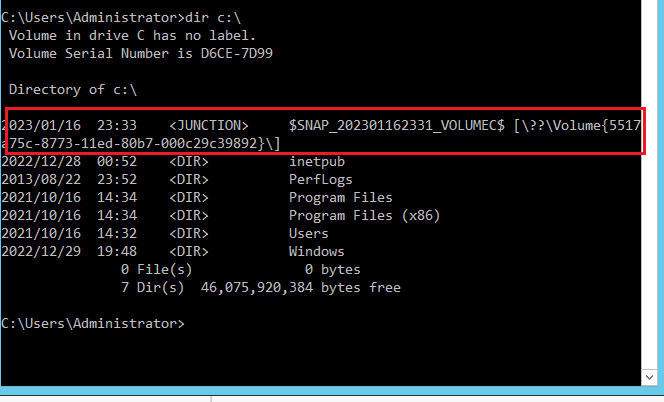 C:\Users\Administrator>dir c:\
 Volume in drive C has no label.
 Volume Serial Number is D6CE-7D99

 Directory of c:\

2023/01/16  23:33    <JUNCTION>     $SNAP_202301162331_VOLUMEC$ [\??\Volume{5517
a75c-8773-11ed-80b7-000c29c39892}\]
2022/12/28  00:52    <DIR>          inetpub
2013/08/22  23:52    <DIR>          PerfLogs
2021/10/16  14:34    <DIR>          Program Files
2021/10/16  14:34    <DIR>          Program Files (x86)
2021/10/16  14:32    <DIR>          Users
2022/12/29  19:48    <DIR>          Windows
               0 File(s)              0 bytes
               7 Dir(s)  46,075,920,384 bytes free

C:\Users\Administrator>